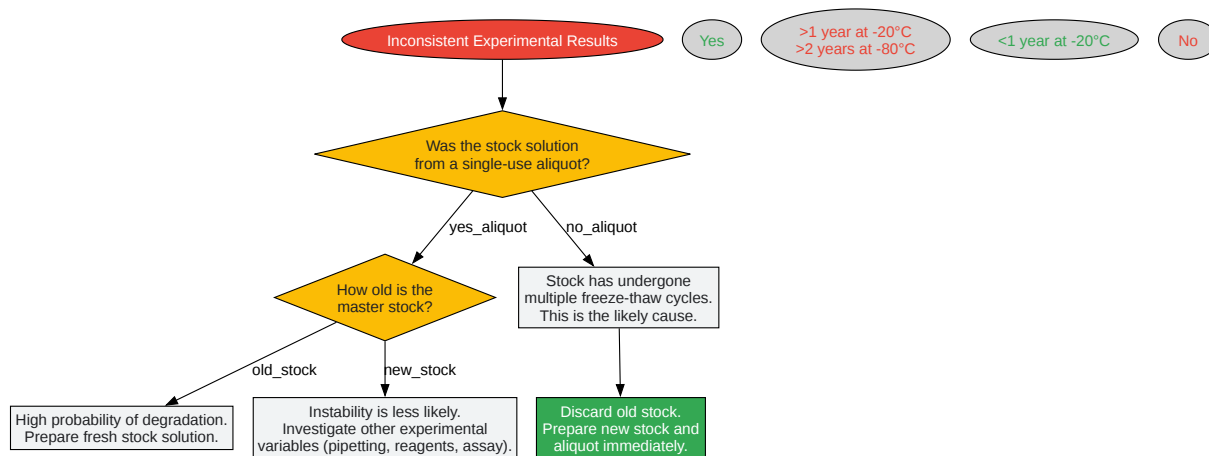 Inconsistent Experimental Results
Yes
>1 year at -20°C
>2 years at -80°C
<1 year at -20°C
No
Was the stock solution
from a single-use aliquot?
yes_aliquot
no_aliquot
How old is the
master stock?
Stock has undergone
multiple freeze-thaw cycles.
This is the likely cause.
old_stock
new_stock
High probability of degradation.
Prepare fresh stock solution.
Instability is less likely.
Investigate other experimental
variables (pipetting, reagents, assay).
Discard old stock.
Prepare new stock and
aliquot immediately.